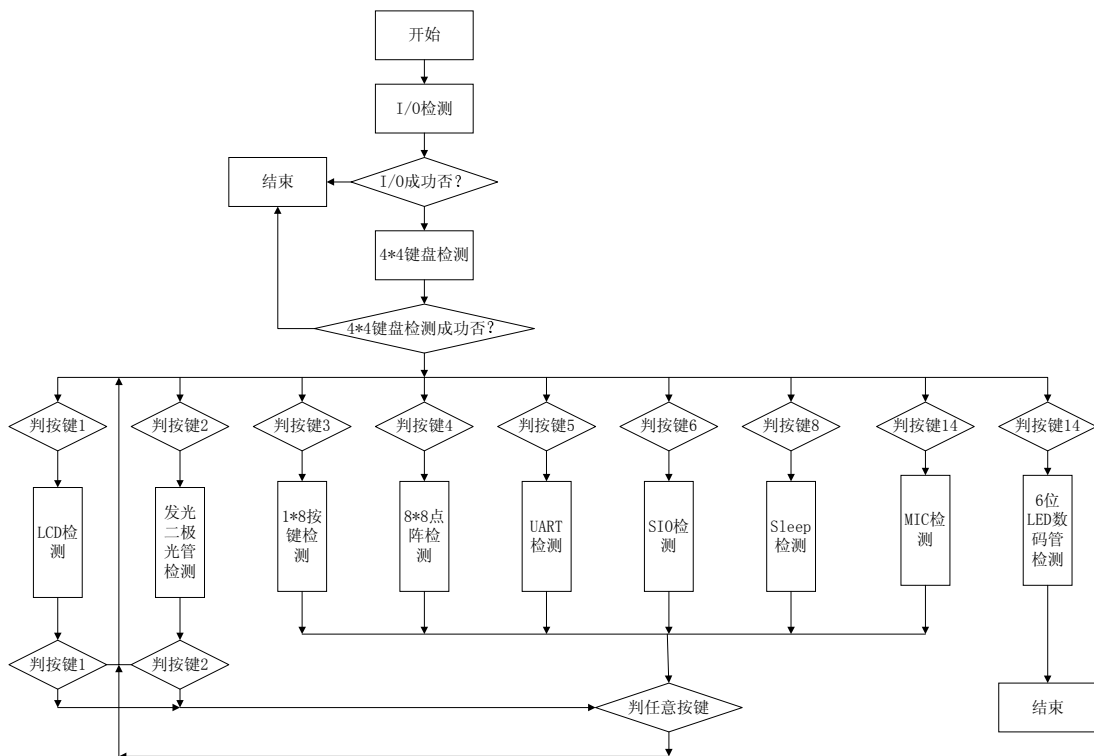 开始
I/O检测
结束
I/O成功否？
4*4键盘检测
4*4键盘检测成功否？
判按键1
判按键2
判按键3
判按键4
判按键5
判按键6
判按键8
判按键14
判按键14
LCD检
测
发光
二极
光管
检测
1*8按
键检
测
8*8点
阵检
测
UART
检测
SIO检
测
Sleep
检测
MIC检
测
6位
LED数
码管
检测
判按键1
判按键2
判任意按键
结束